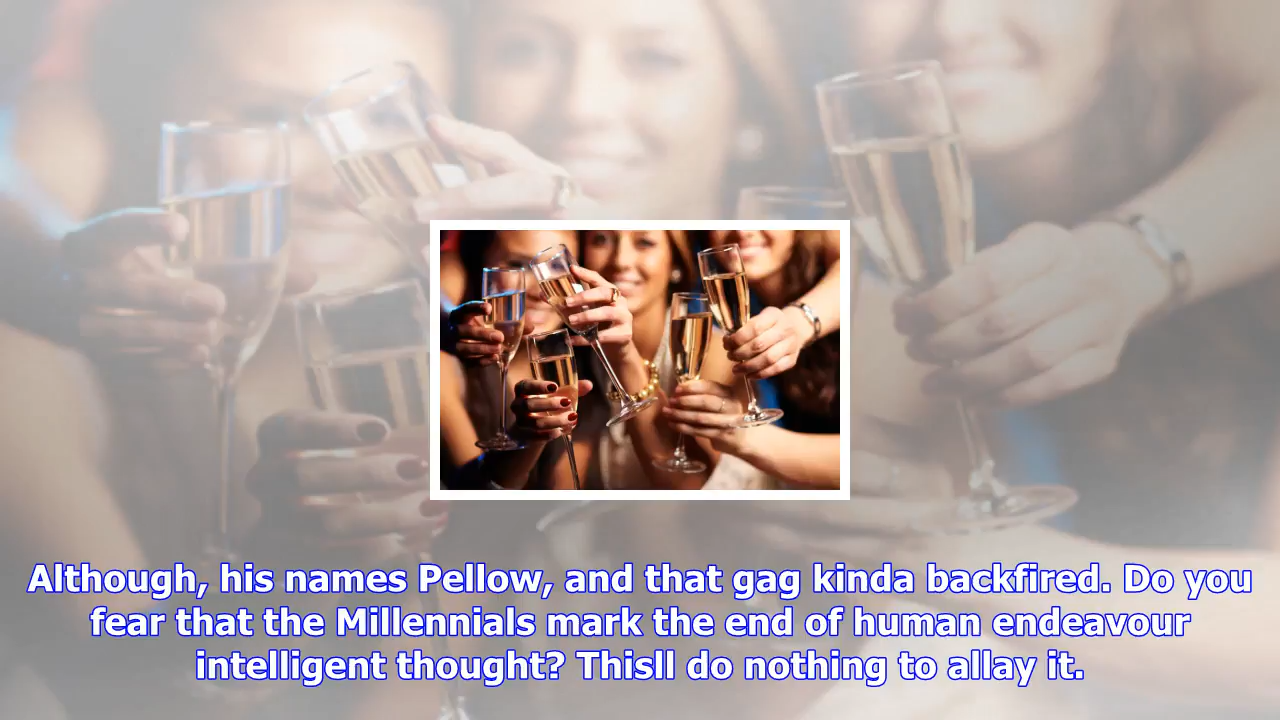 Although, his names Pellow, and that gag kinda backfired. Do you
fear that the Millennials mark the end of human endeavour
intelligent thought? Thisll do nothing to allay it.